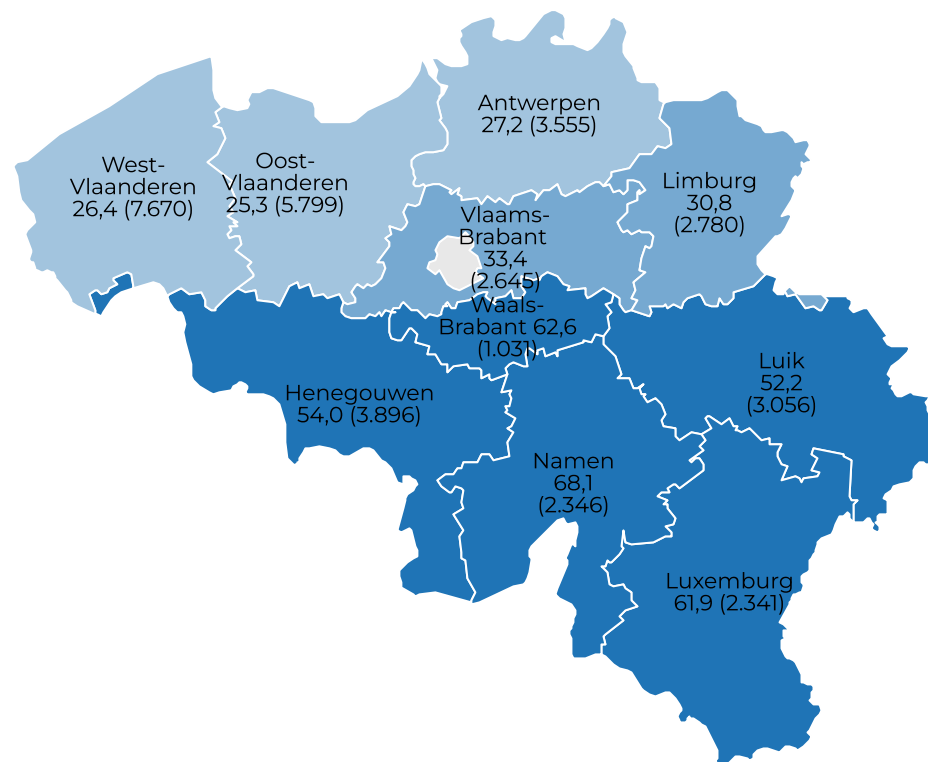 Antwerpen
27,2 (3.555)
West-
Vlaanderen
26,4 (7.670)
Oost-
Vlaanderen
25,3 (5.799)
Limburg
30,8
(2.780)
Vlaams-
Brabant
33,4
(2.645)
Waals-
Brabant 62,6
(1.031)
Luik
52,2
(3.056)
Henegouwen
54,0 (3.896)
Namen
68,1
(2.346)
Luxemburg
61,9 (2.341)